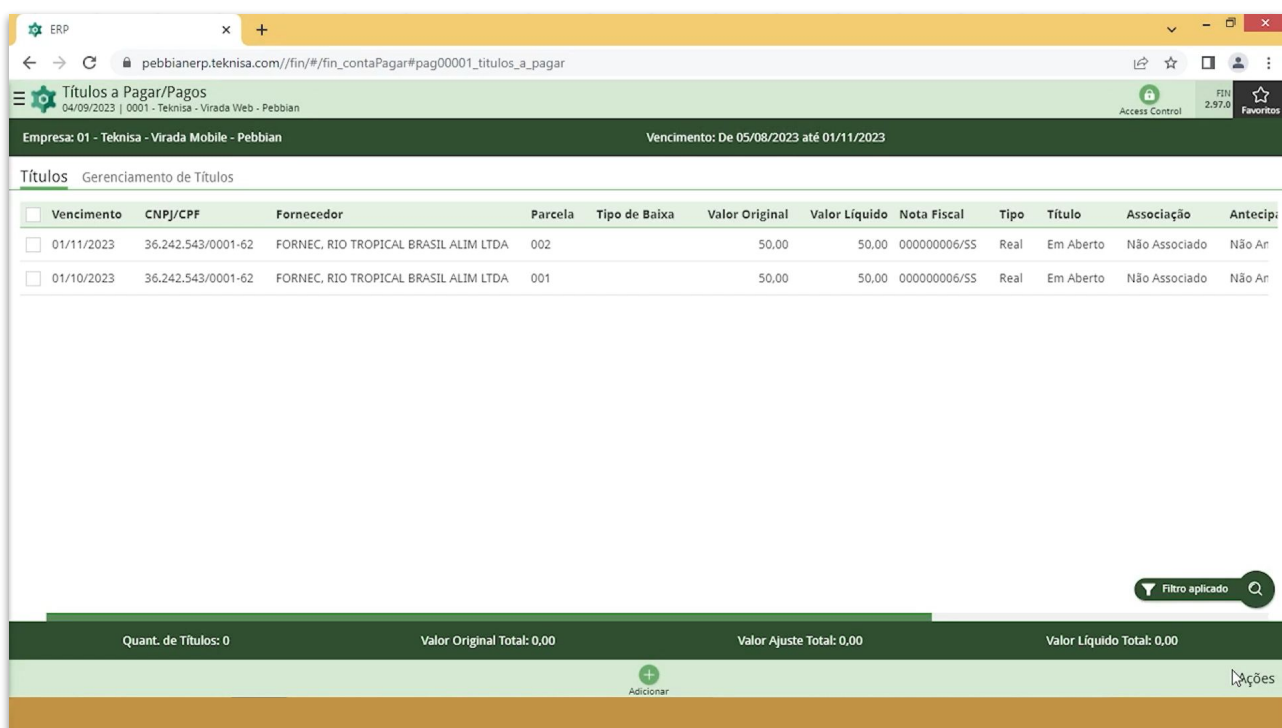 ERP
pebbianerp.teknisa.com//fin/#/fin_contaPagar#pag00001_titulos_a_pagar
Títulos a Pagar/Pagos
04/09/2023 | 0001 - Teknisa - Virada Web - Pebbian
Access Control
FIN
2.97.0
Favoritos
Empresa: 01 - Teknisa - Virada Mobile - Pebbian Vencimento: De 05/08/2023 até 01/11/2023
Títulos Gerenciamento de Títulos
Vencimento CNPJ/CPF Fornecedor Parcela Tipo de Baixa Valor Original Valor Líquido Nota Fiscal Tipo Título Associação Antecipa
01/11/2023 36.242.543/0001-62 FORNEC, RIO TROPICAL BRASIL ALIM LTDA 002 50,00 50,00 000000006/SS Real Em Aberto Não Associado Não An
01/10/2023 36.242.543/0001-62 FORNEC, RIO TROPICAL BRASIL ALIM LTDA 001 50,00 50,00 000000006/SS Real Em Aberto Não Associado Não An
Filtro aplicado
Quant. de Títulos: 0 Valor Original Total: 0,00 Valor Ajuste Total: 0,00 Valor Líquido Total: 0,00
Adicionar
Ações